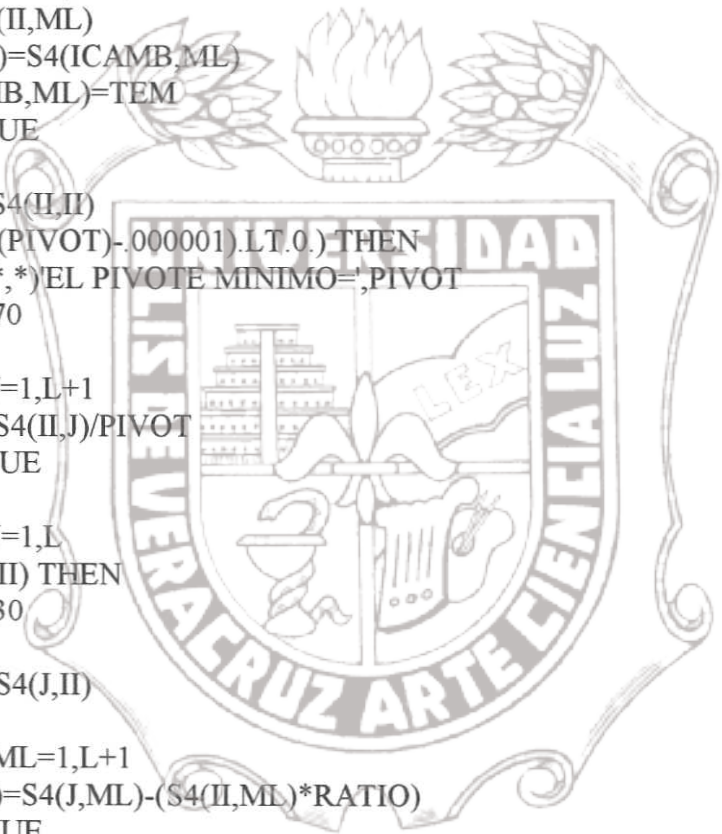 (II,ML)
)=S4(ICAMB,ML)
IB,ML)=TEM
UE
S4(II,II)
(PIVOT)-.000001).LT.0.) THEN
*,*)'EL PIVOTE MINIMO=',PIVOT
70
=1,L+1
S4(II,J)/PIVOT
UE
=1,L
II) THEN
30
S4(J,II)
ML=1,L+1
)=S4(J,ML)-(S4(II,ML)*RATIO)
UE
UNIVERSIDAD
LIS DE VERACRUZ ARTE CIENCIA LUZ
LEX